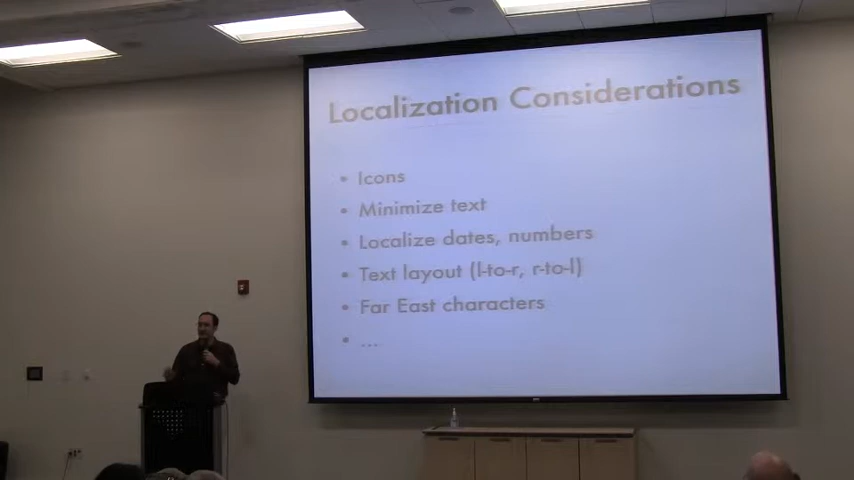 Localization Considerations
• Icons
• Minimize text
• Localize dates, numbers
• Text layout (l-to-r, r-to-l)
• Far East characters
• ...